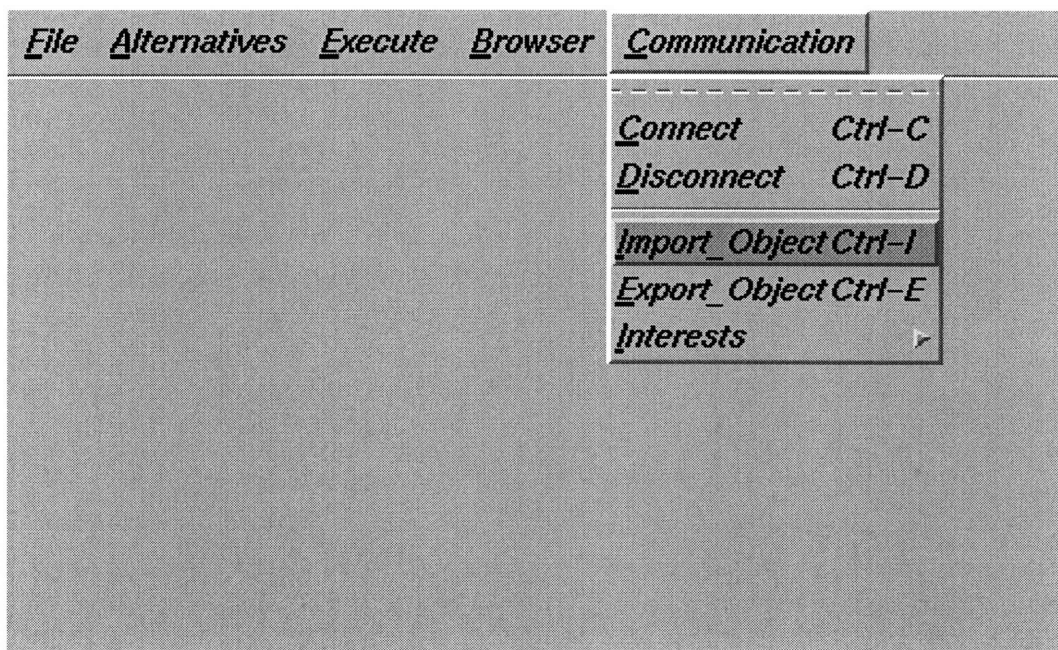 File Alternatives Execute Browser Communication
Connect Ctrl-C
Disconnect Ctrl-D
Import_Object Ctrl-I
Export_Object Ctrl-E
Interests